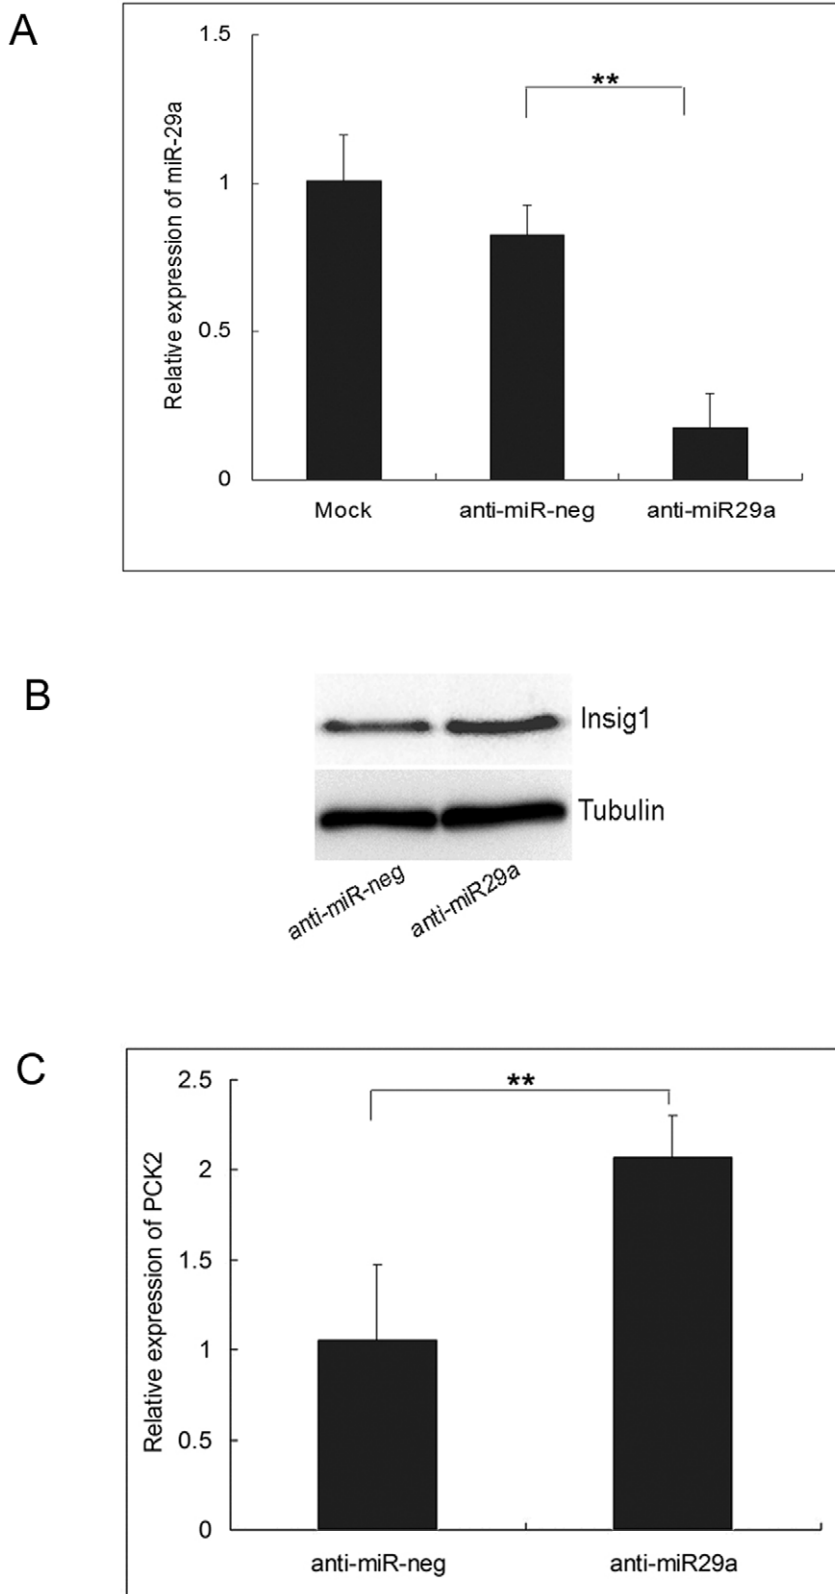 A
1.5
**
1
0.5
0
Relative expression of miR-29a
Mock anti-miR-neg anti-miR29a
B
Insig1
Tubulin
anti-miR-neg anti-miR29a
C
2.5
**
2
1.5
1
0.5
0
Relative expression of PCK2
anti-miR-neg anti-miR29a